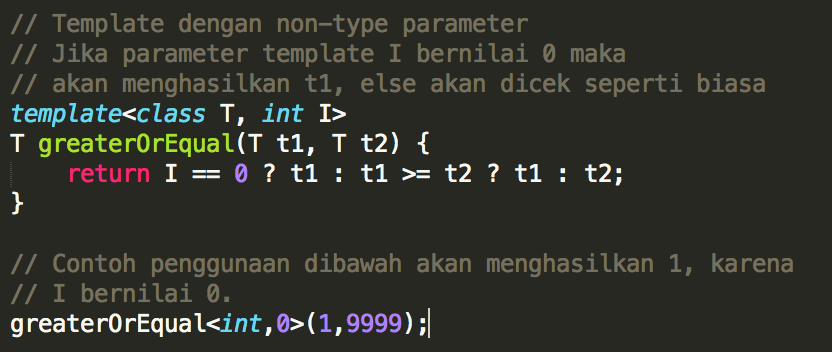 // Template dengan non-type parameter
// Jika parameter template I bernilai 0 maka
// akan menghasilkan t1, else akan dicek seperti biasa
template<class T, int I>
T greaterOrEqual(T t1, T t2) {
    return I == 0 ? t1 : t1 >= t2 ? t1 : t2;
}

// Contoh penggunaan dibawah akan menghasilkan 1, karena
// I bernilai 0.
greaterOrEqual<int,0>(1,9999);